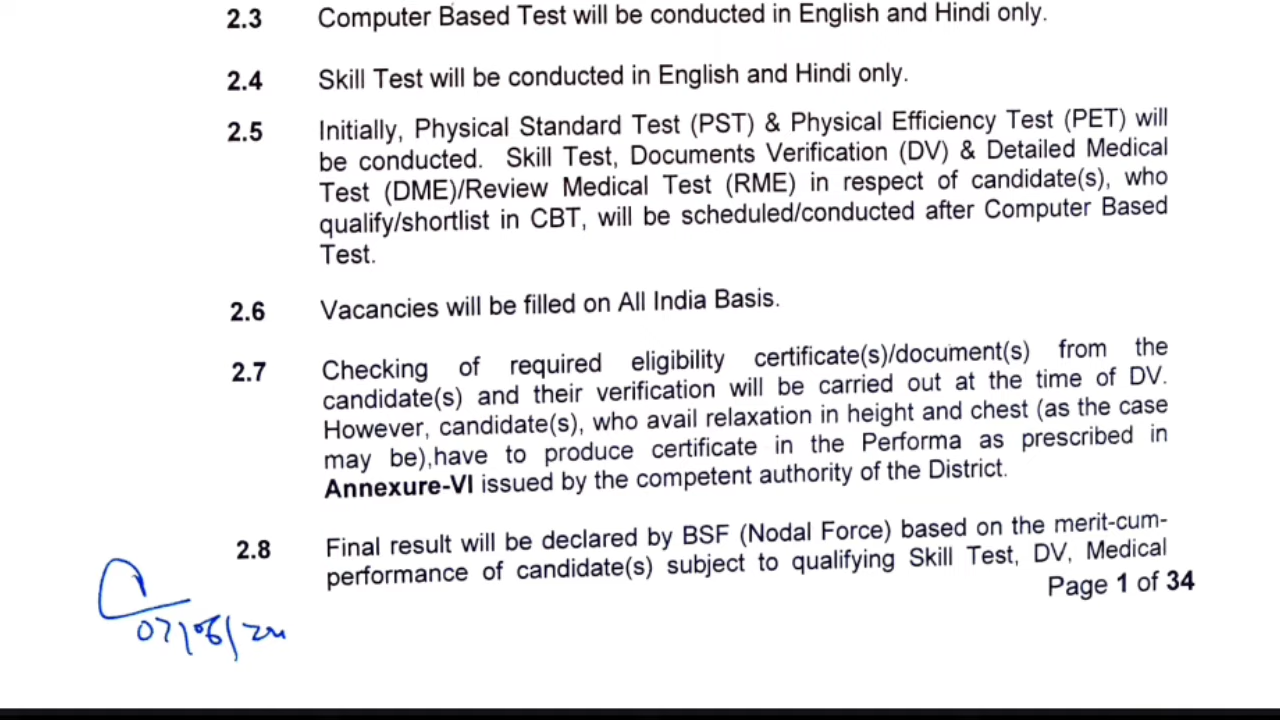 2.3 Computer Based Test will be conducted in English and Hindi only.
2.4 Skill Test will be conducted in English and Hindi only.
2.5 Initially, Physical Standard Test (PST) & Physical Efficiency Test (PET) will
be conducted. Skill Test, Documents Verification (DV) & Detailed Medical
Test (DME)/Review Medical Test (RME) in respect of candidate(s), who
qualify/shortlist in CBT, will be scheduled/conducted after Computer Based
Test.
2.6 Vacancies will be filled on All India Basis.
2.7 Checking of required eligibility certificate(s)/document(s) from the
candidate(s) and their verification will be carried out at the time of DV.
However, candidate(s), who avail relaxation in height and chest (as the case
may be),have to produce certificate in the Performa as prescribed in
Annexure-VI issued by the competent authority of the District.
2.8 Final result will be declared by BSF (Nodal Force) based on the merit-cum-
performance of candidate(s) subject to qualifying Skill Test, DV, Medical
Page 1 of 34
07/06/24